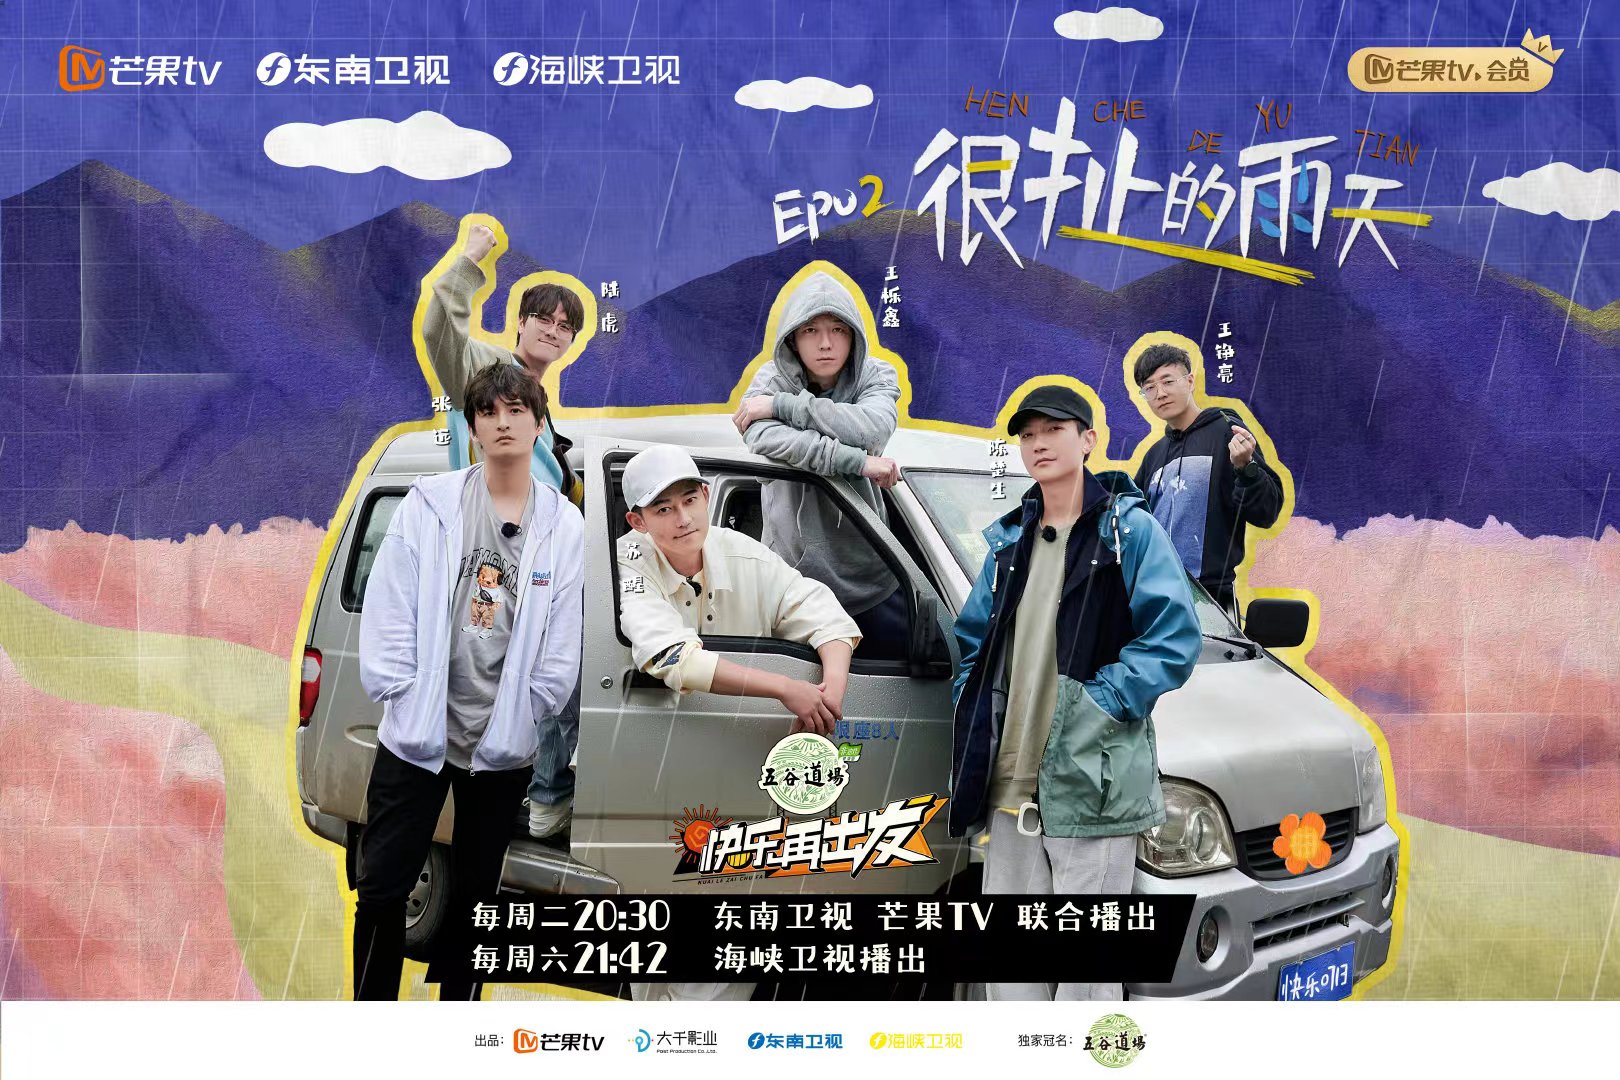 芒果tv 东南卫视 海峡卫视
芒果tv 会员
HEN CHE DE YU TIAN
EP02 很扯的雨天
陆虎
王栎鑫
王铮亮
张远
陈楚生
苏醒
限座8人
五谷道場
快乐再出发
KUAI LE ZAI CHU FA
每周二20:30 东南卫视 芒果TV 联合播出
每周六21:42 海峡卫视播出
快乐0713
出品: 芒果tv 大千影业 东南卫视 海峡卫视 独家冠名: 五谷道場